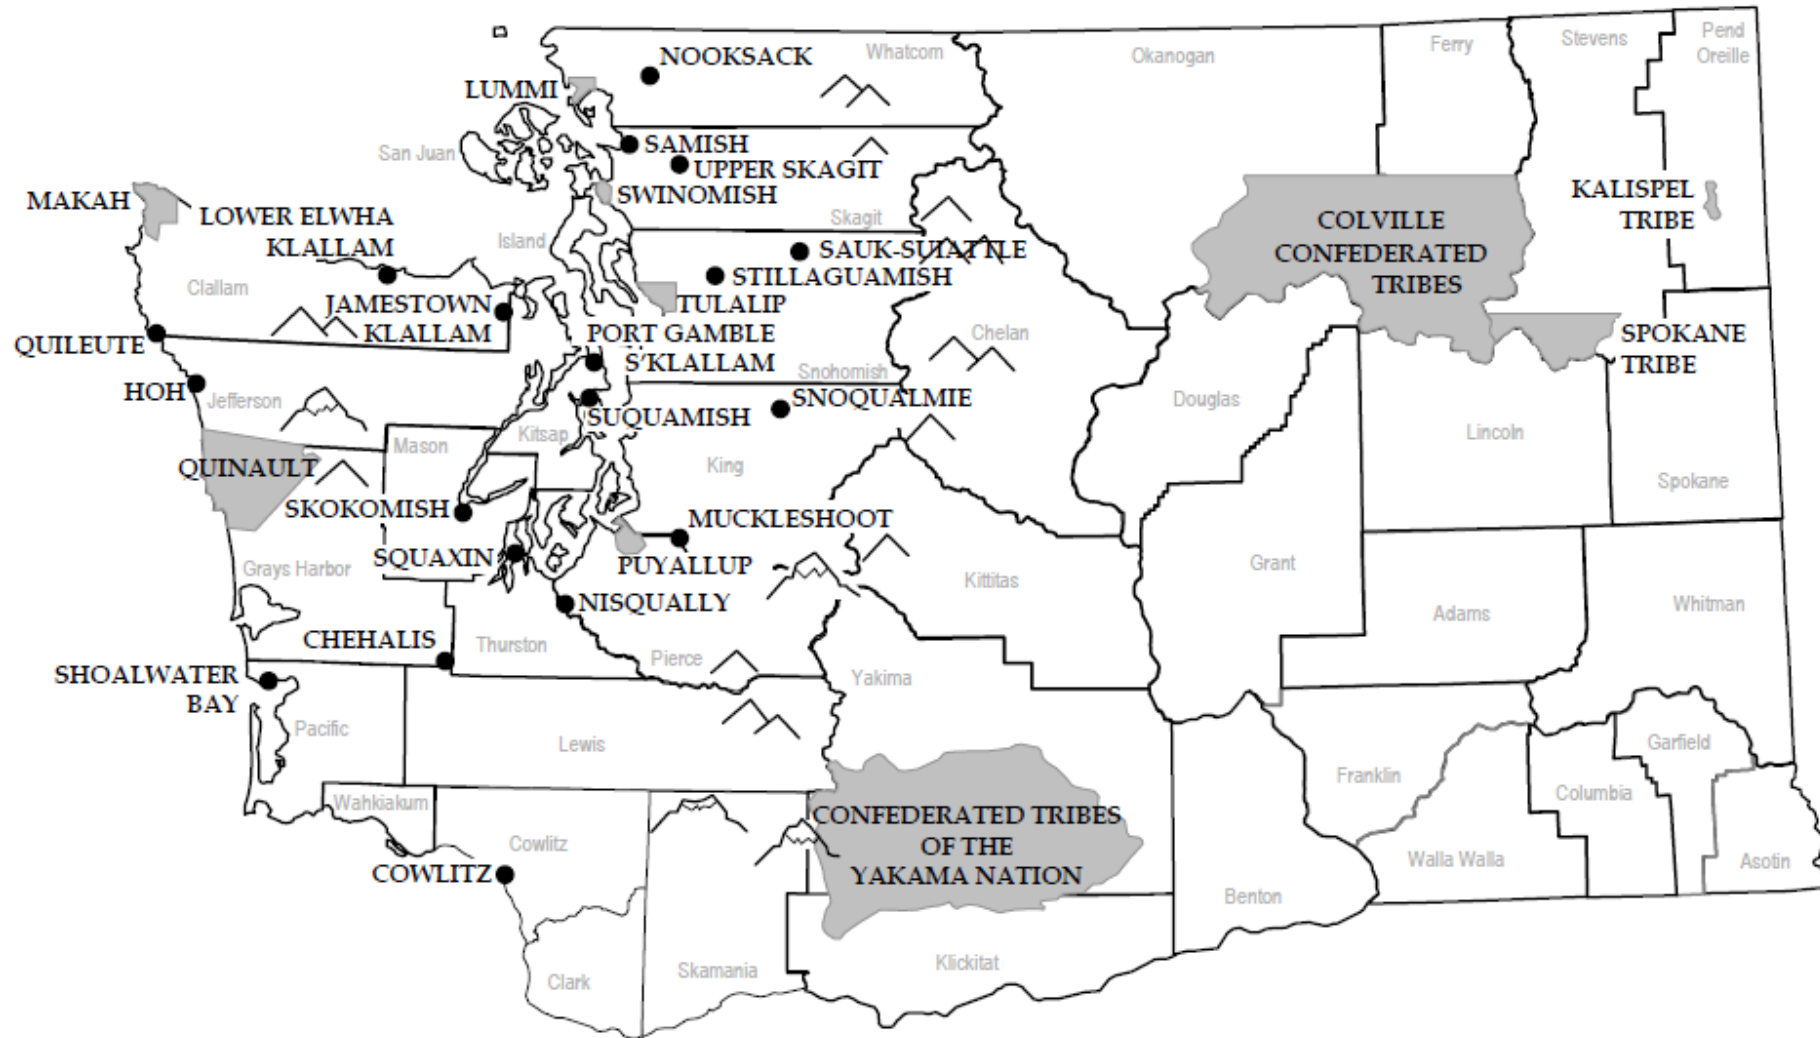 NOOKSACK
Whatcom
Okanogan
Ferry
Stevens
Pend
Oreille
LUMMI
San Juan
SAMISH
UPPER SKAGIT
SWINOMISH
Skagit
MAKAH
LOWER ELWHA
KLALLAM
Island
KALISPEL
TRIBE
COLVILLE
CONFEDERATED
TRIBES
SAUK-SUIATTLE
STILLAGUAMISH
Clallam
JAMESTOWN
KLALLAM
TULALIP
PORT GAMBLE
S'KLALLAM
Chelan
SPOKANE
TRIBE
QUILEUTE
HOH
Jefferson
Snohomish
SNOQUALMIE
SUQUAMISH
Douglas
Lincoln
Mason
Kitsap
King
Spokane
QUINAULT
SKOKOMISH
MUCKLESHOOT
SQUAXIN
PUYALLUP
Grays Harbor
Kittitas
Grant
Adams
Whitman
NISQUALLY
CHEHALIS
Thurston
Pierce
Yakima
SHOALWATER
BAY
Pacific
Lewis
Garfield
Franklin
Columbia
Wahkiakum
CONFEDERATED TRIBES
OF THE
YAKAMA NATION
Cowlitz
COWLITZ
Walla Walla
Asotin
Benton
Klickitat
Skamania
Clark